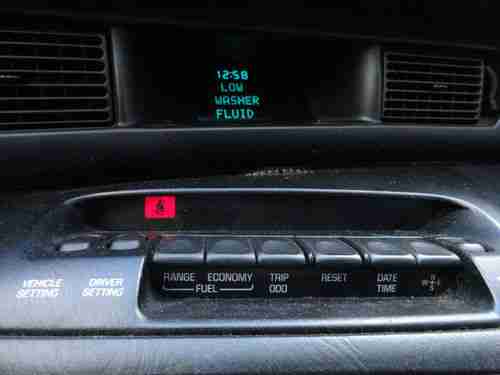 12:58
LOW
WASHER
FLUID
VEHICLE
SETTING
DRIVER
SETTING
RANGE ECONOMY
FUEL
TRIP
ODO
RESET
DATE
TIME
N
W E
S